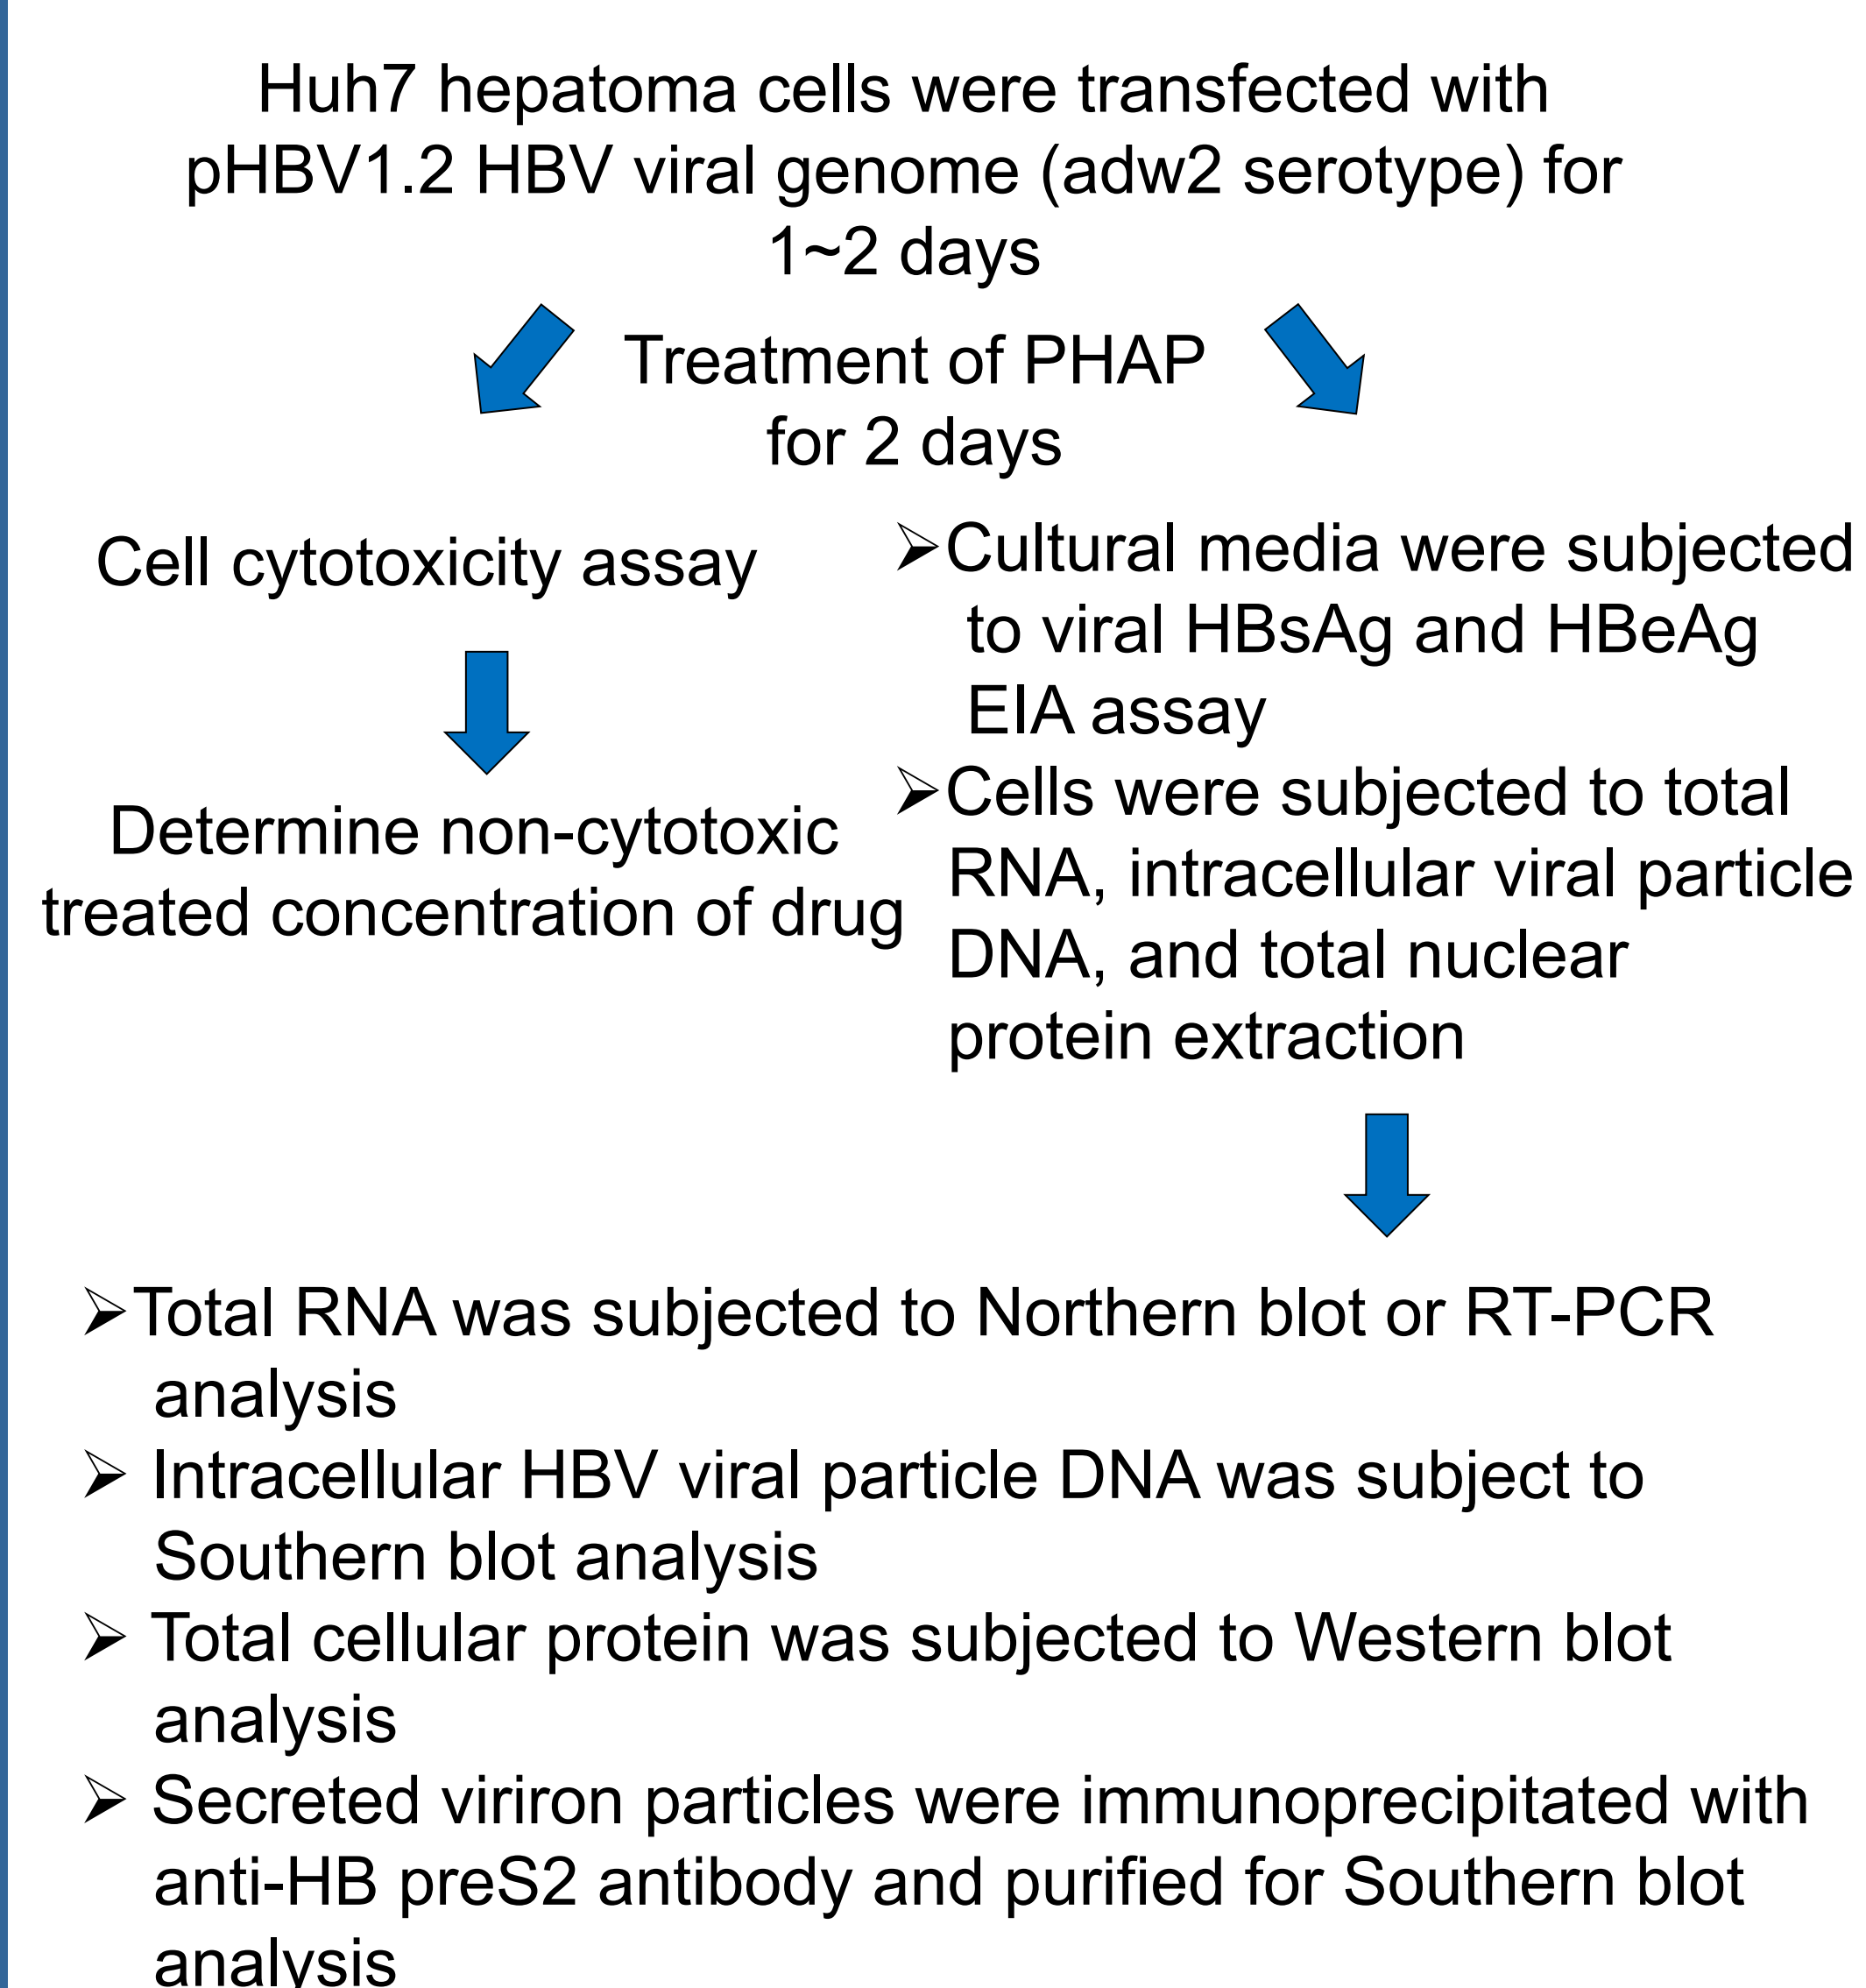 Huh7 hepatoma cells were transfected with
pHBV1.2 HBV viral genome (adw2 serotype) for
1~2 days
Treatment of PHAP
for 2 days
Cell cytotoxicity assay
Determine non-cytotoxic
treated concentration of drug
➢Cultural media were subjected
to viral HBsAg and HBeAg
EIA assay
➢Cells were subjected to total
RNA, intracellular viral particle
DNA, and total nuclear
protein extraction
➢Total RNA was subjected to Northern blot or RT-PCR
analysis
➢ Intracellular HBV viral particle DNA was subject to
Southern blot analysis
➢ Total cellular protein was subjected to Western blot
analysis
➢ Secreted viriron particles were immunoprecipitated with
anti-HB preS2 antibody and purified for Southern blot
analysis